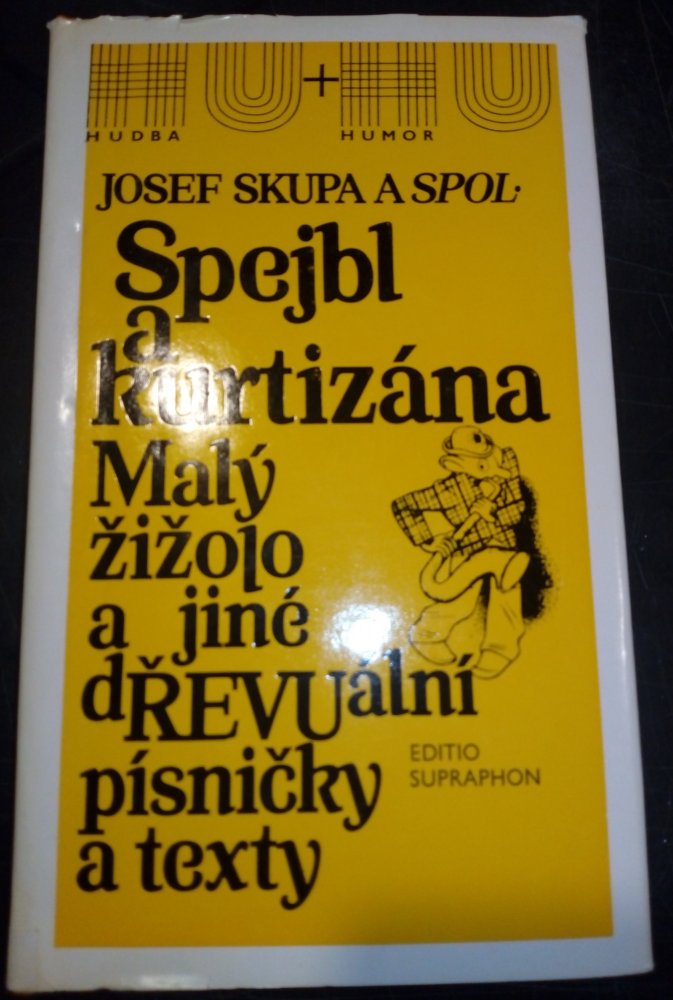 HU+HU
HUDBA HUMOR
JOSEF SKUPA A SPOL.
Spejbl
a
kurtizána
Malý
žižolo
a jiné
dŘEVUální
písničky
a texty
EDITIO
SUPRAPHON